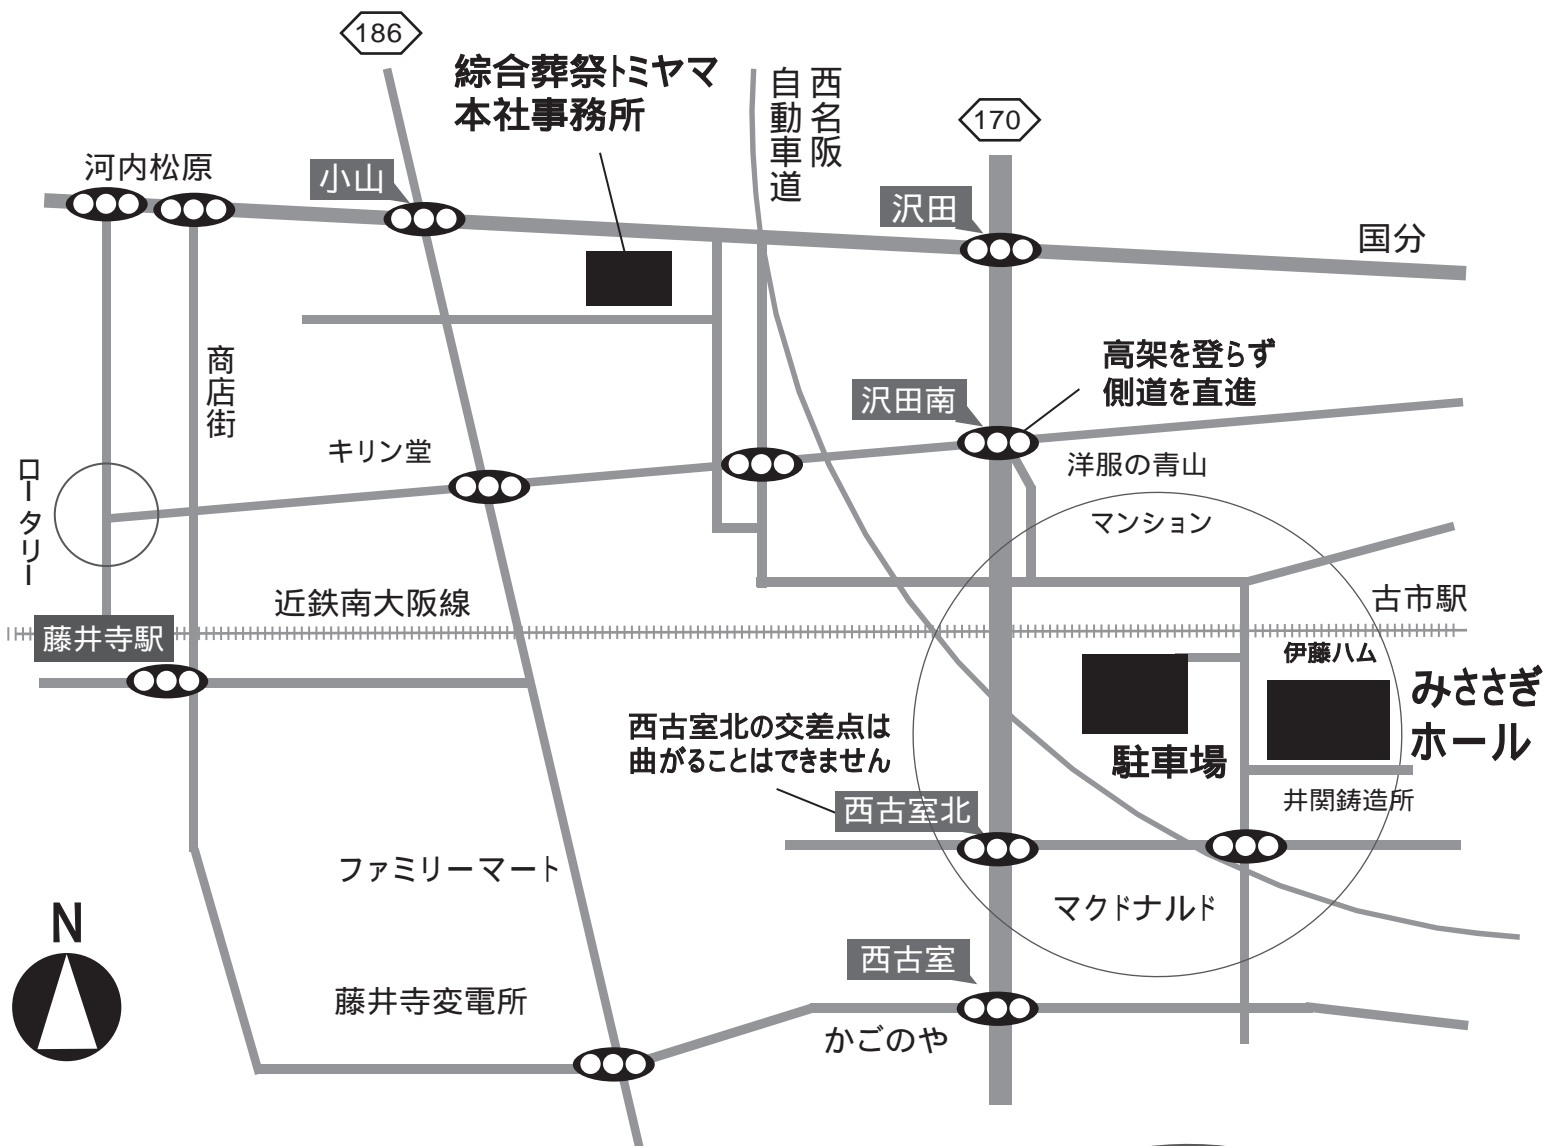 186
綜合葬祭トミヤマ
本社事務所
西名阪
自動車道
170
河内松原
小山
沢田
国分
商店街
高架を登らず
側道を直進
沢田南
キリン堂
洋服の青山
ロータリー
マンション
近鉄南大阪線
古市駅
藤井寺駅
伊藤ハム
みささぎ
ホール
西古室北の交差点は
曲がることはできません
駐車場
西古室北
井関鋳造所
ファミリーマート
マクドナルド
N
西古室
藤井寺変電所
かごのや